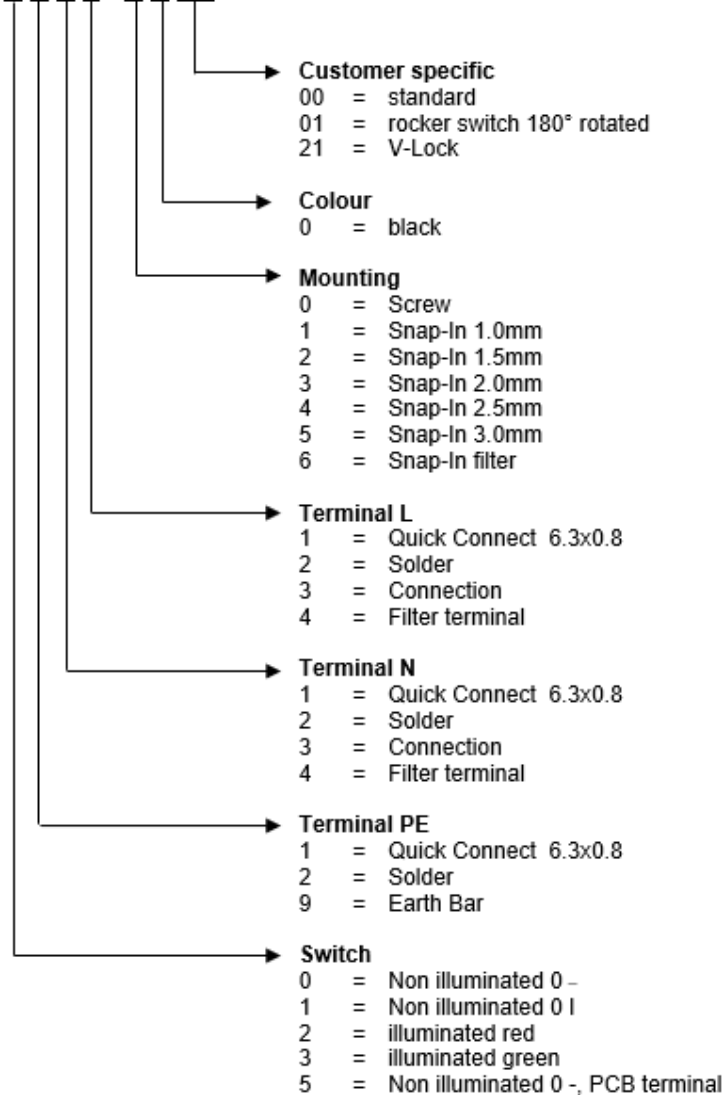 Customer specific
00 = standard
01 = rocker switch 180° rotated
21 = V-Lock
Colour
0 = black
Mounting
0 = Screw
1 = Snap-In 1.0mm
2 = Snap-In 1.5mm
3 = Snap-In 2.0mm
4 = Snap-In 2.5mm
5 = Snap-In 3.0mm
6 = Snap-In filter
Terminal L
1 = Quick Connect 6.3x0.8
2 = Solder
3 = Connection
4 = Filter terminal
Terminal N
1 = Quick Connect 6.3x0.8
2 = Solder
3 = Connection
4 = Filter terminal
Terminal PE
1 = Quick Connect 6.3x0.8
2 = Solder
9 = Earth Bar
Switch
0 = Non illuminated 0 –
1 = Non illuminated 0 I
2 = illuminated red
3 = illuminated green
5 = Non illuminated 0 -, PCB terminal